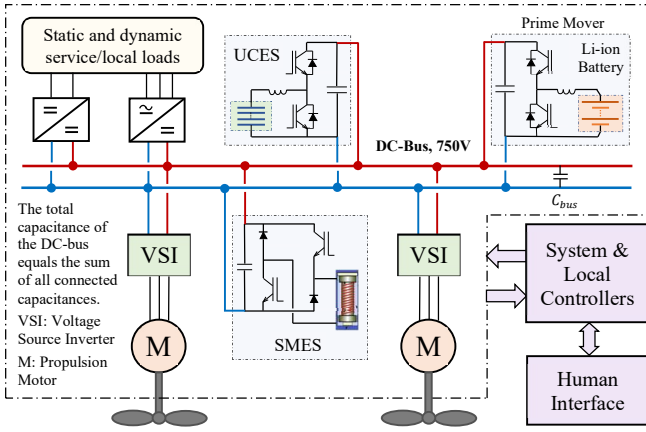 Static and dynamic
service/local loads
UCES
Prime Mover
Li-ion
Battery
DC-Bus, 750V
C_bus
The total
capacitance of
the DC-bus
equals the sum
of all connected
capacitances.
VSI: Voltage
Source Inverter
M: Propulsion
Motor
VSI
M
SMES
VSI
M
System &
Local
Controllers
Human
Interface